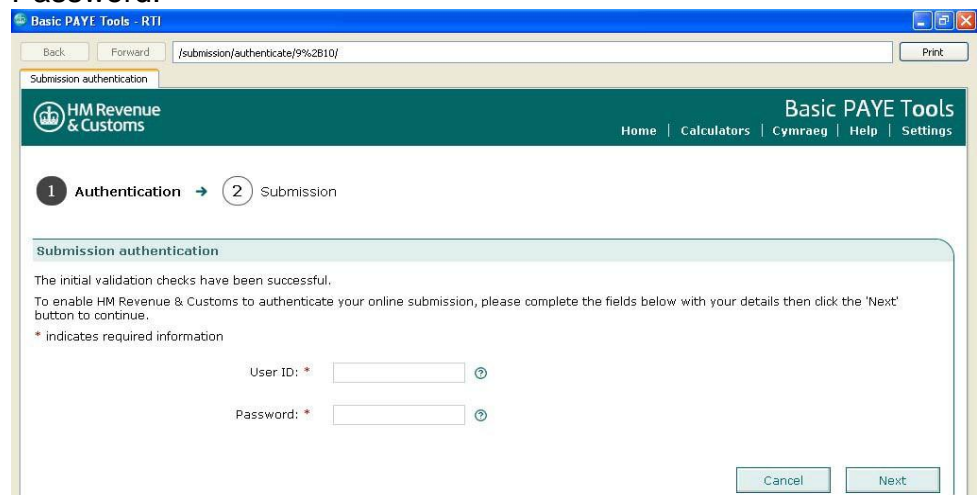 Password.
Basic PAYE Tools - RTI
Back Forward /submission/authenticate/9%2B10/ Print
Submission authentication
HM Revenue
& Customs
Basic PAYE Tools
Home | Calculators | Cymraeg | Help | Settings
1 Authentication → 2 Submission
Submission authentication
The initial validation checks have been successful.
To enable HM Revenue & Customs to authenticate your online submission, please complete the fields below with your details then click the 'Next'
button to continue.
* indicates required information
User ID: *
Password: *
Cancel Next